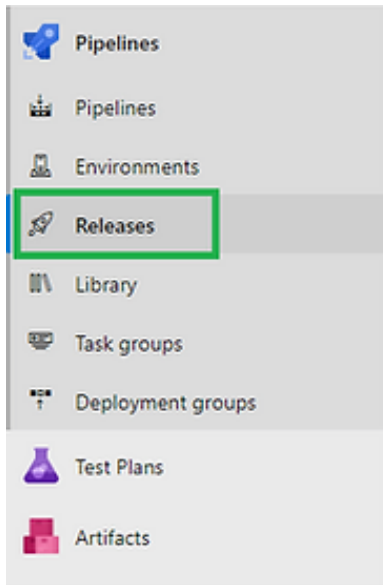 Pipelines
Pipelines
Environments
Releases
Library
Task groups
Deployment groups
Test Plans
Artifacts